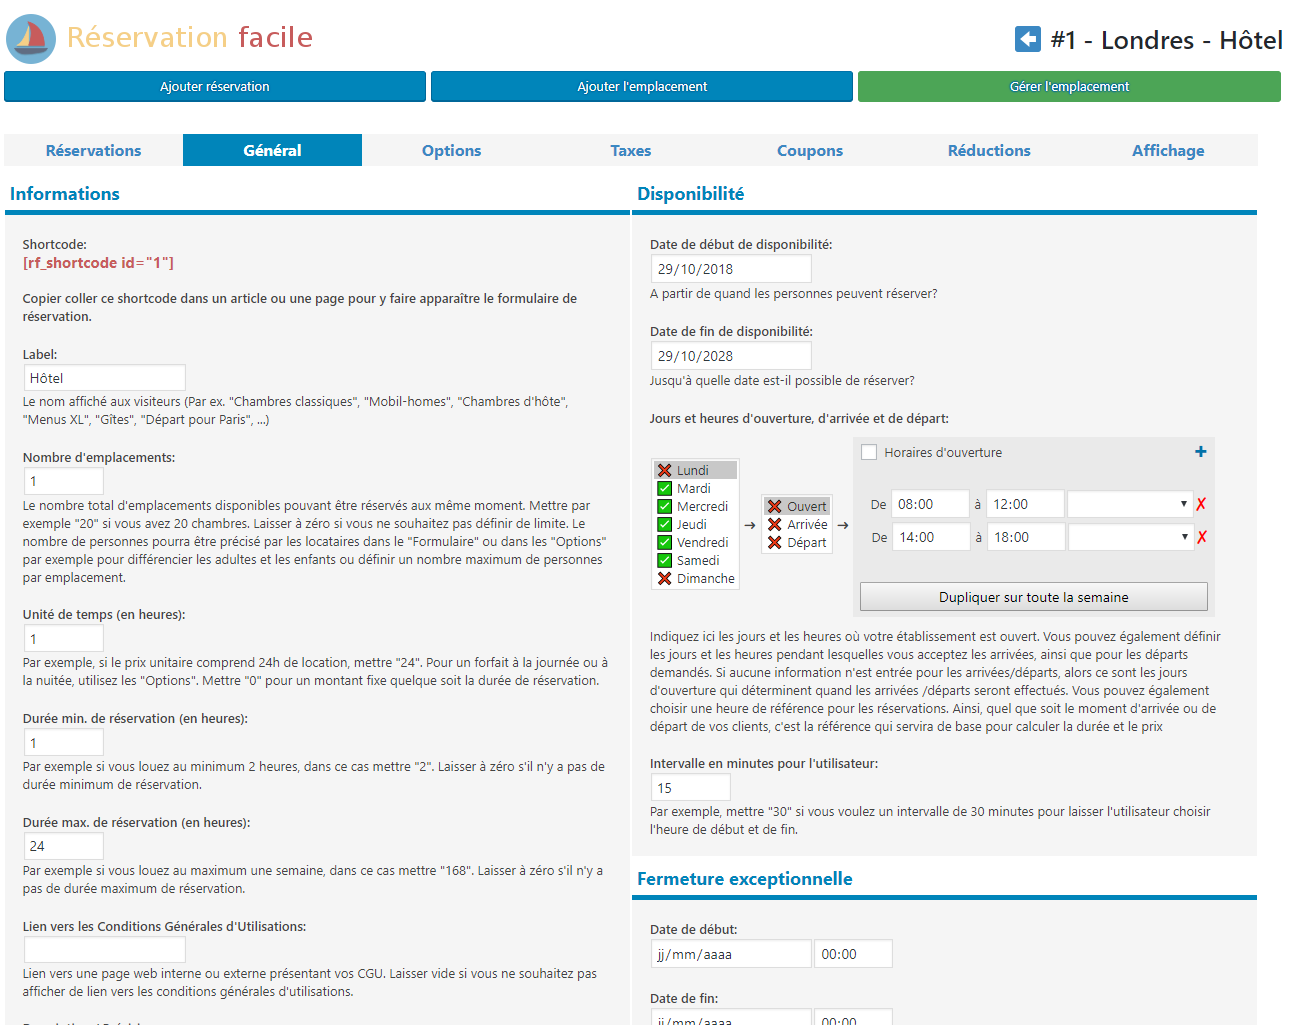 Réservation facile
#1 - Londres - Hôtel
Ajouter réservation
Ajouter l'emplacement
Gérer l'emplacement
Réservations
Général
Options
Taxes
Coupons
Réductions
Affichage
Informations
Shortcode:
[rf_shortcode id="1"]
Copier coller ce shortcode dans un article ou une page pour y faire apparaître le formulaire de
réservation.
Label:
Hôtel
Le nom affiché aux visiteurs (Par ex. "Chambres classiques", "Mobil-homes", "Chambres d'hôte",
"Menus XL", "Gîtes", "Départ pour Paris", ...)
Nombre d'emplacements:
1
Le nombre total d'emplacements disponibles pouvant être réservés aux même moment. Mettre par
exemple "20" si vous avez 20 chambres. Laisser à zéro si vous ne souhaitez pas définir de limite. Le
nombre de personnes pourra être précisé par les locataires dans le "Formulaire" ou dans les "Options"
par exemple pour différencier les adultes et les enfants ou définir un nombre maximum de personnes
par emplacement.
Unité de temps (en heures):
1
Par exemple, si le prix unitaire comprend 24h de location, mettre "24". Pour un forfait à la journée ou à
la nuitée, utilisez les "Options". Mettre "0" pour un montant fixe quelque soit la durée de réservation.
Durée min. de réservation (en heures):
1
Par exemple si vous louez au minimum 2 heures, dans ce cas mettre "2". Laisser à zéro s'il n'y a pas de
durée minimum de réservation.
Durée max. de réservation (en heures):
24
Par exemple si vous louez au maximum une semaine, dans ce cas mettre "168". Laisser à zéro s'il n'y a
pas de durée maximum de réservation.
Lien vers les Conditions Générales d'Utilisations:
Lien vers une page web interne ou externe présentant vos CGU. Laisser vide si vous ne souhaitez pas
afficher de lien vers les conditions générales d'utilisations.
Disponibilité
Date de début de disponibilité:
29/10/2018
A partir de quand les personnes peuvent réserver?
Date de fin de disponibilité:
29/10/2028
Jusqu'à quelle date est-il possible de réserver?
Jours et heures d'ouverture, d'arrivée et de départ:
Lundi
Mardi
Mercredi
Jeudi
Vendredi
Samedi
Dimanche
Ouvert
Arrivée
Départ
Horaires d'ouverture
De 08:00 à 12:00
De 14:00 à 18:00
Dupliquer sur toute la semaine
Indiquez ici les jours et les heures où votre établissement est ouvert. Vous pouvez également définir
les jours et les heures pendant lesquelles vous acceptez les arrivées, ainsi que pour les départs
demandés. Si aucune information n'est entrée pour les arrivées/départs, alors ce sont les jours
d'ouverture qui déterminent quand les arrivées /départs seront effectués. Vous pouvez également
choisir une heure de référence pour les réservations. Ainsi, quel que soit le moment d'arrivée ou de
départ de vos clients, c'est la référence qui servira de base pour calculer la durée et le prix
Intervalle en minutes pour l'utilisateur:
15
Par exemple, mettre "30" si vous voulez un intervalle de 30 minutes pour laisser l'utilisateur choisir
l'heure de début et de fin.
Fermeture exceptionnelle
Date de début:
jj/mm/aaaa 00:00
Date de fin:
jj/mm/aaaa 00:00